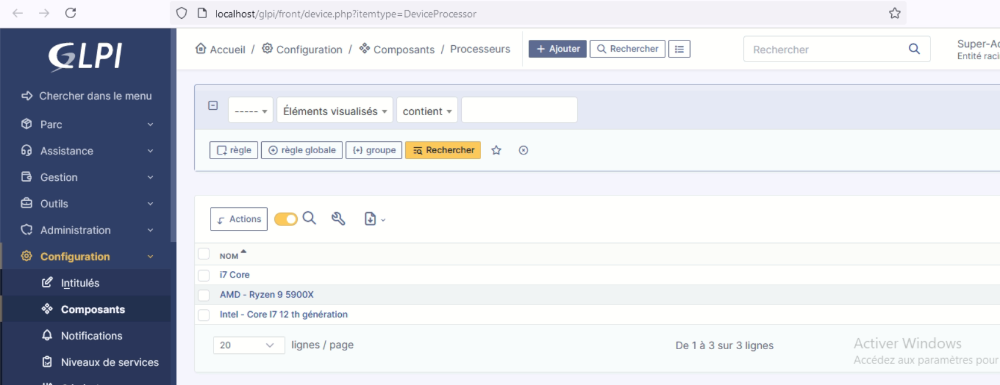 localhost/glpi/front/device.php?itemtype=DeviceProcessor
GLPI
Chercher dans le menu
Parc
Assistance
Gestion
Outils
Administration
Configuration
Intitulés
Composants
Notifications
Niveaux de services
Accueil / Configuration / Composants / Processeurs
+ Ajouter
Rechercher
Rechercher
Super-Ad
Entité raci
----- Éléments visualisés contient
règle
règle globale
{+} groupe
Rechercher
Actions
NOM
i7 Core
AMD - Ryzen 9 5900X
Intel - Core I7 12 th génération
20 lignes / page
De 1 à 3 sur 3 lignes
Activer Windows
Accédez aux paramètres pour